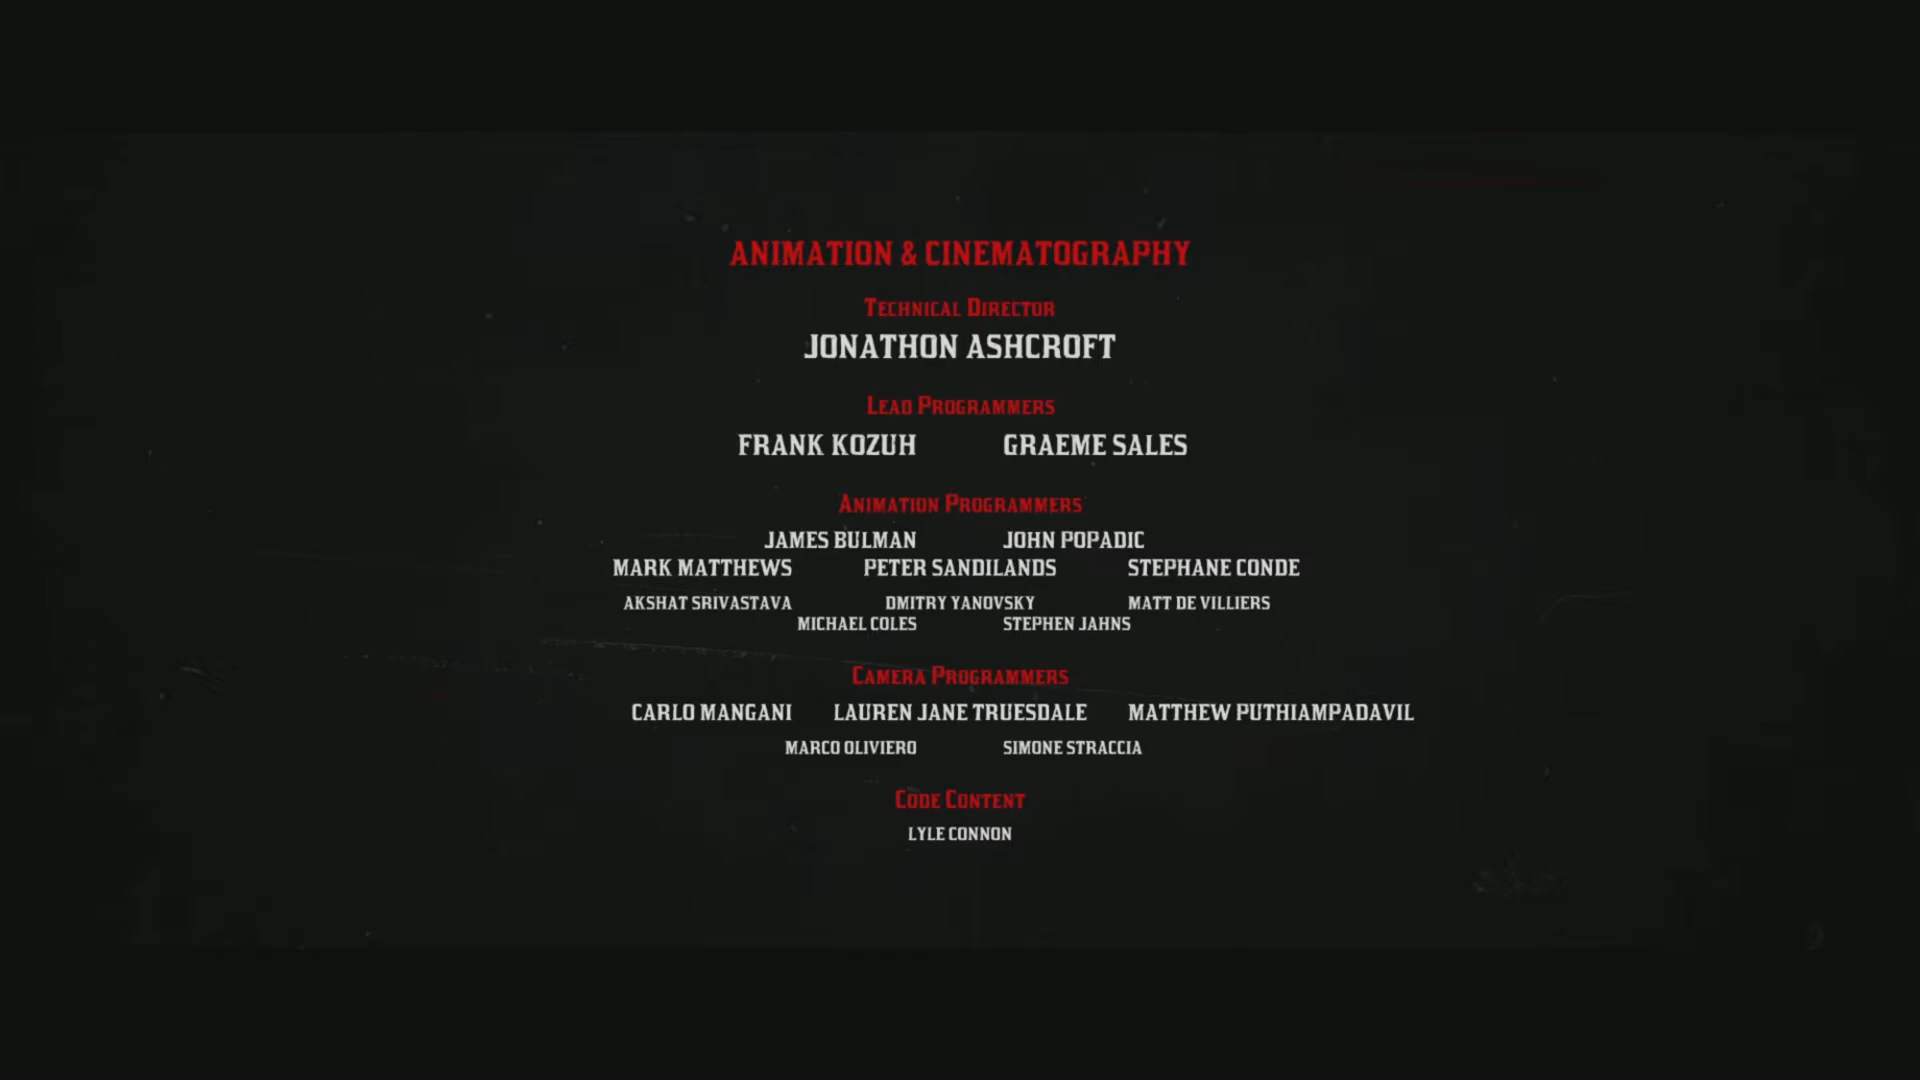 ANIMATION & CINEMATOGRAPHY
TECHNICAL DIRECTOR
JONATHON ASHCROFT
LEAD PROGRAMMERS
FRANK KOZUH GRAEME SALES
ANIMATION PROGRAMMERS
JAMES BULMAN JOHN POPADIC
MARK MATTHEWS PETER SANDILANDS STEPHANE CONDE
AKSHAT SRIVASTAVA DMITRY YANOVSKY MATT DE VILLIERS
MICHAEL COLES STEPHEN JAHNS
CAMERA PROGRAMMERS
CARLO MANGANI LAUREN JANE TRUESDALE MATTHEW PUTHIAMPADAVIL
MARCO OLIVIERO SIMONE STRACCIA
CODE CONTENT
LYLE CONNON